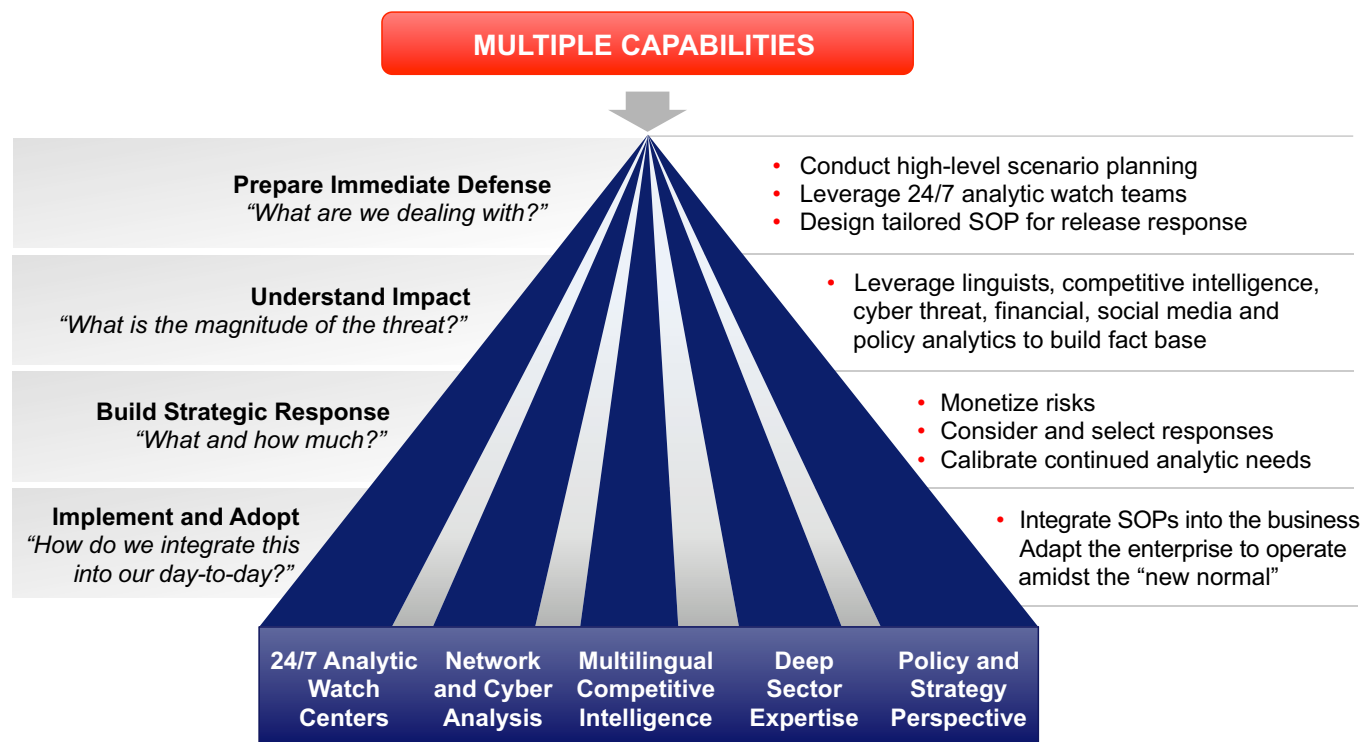 MULTIPLE CAPABILITIES
Prepare Immediate Defense
“What are we dealing with?”
• Conduct high-level scenario planning
• Leverage 24/7 analytic watch teams
• Design tailored SOP for release response
Understand Impact
“What is the magnitude of the threat?”
• Leverage linguists, competitive intelligence,
cyber threat, financial, social media and
policy analytics to build fact base
Build Strategic Response
“What and how much?”
• Monetize risks
• Consider and select responses
• Calibrate continued analytic needs
Implement and Adopt
“How do we integrate this
into our day-to-day?”
• Integrate SOPs into the business
Adapt the enterprise to operate
amidst the “new normal”
24/7 Analytic
Watch
Centers
Network
and Cyber
Analysis
Multilingual
Competitive
Intelligence
Deep
Sector
Expertise
Policy and
Strategy
Perspective